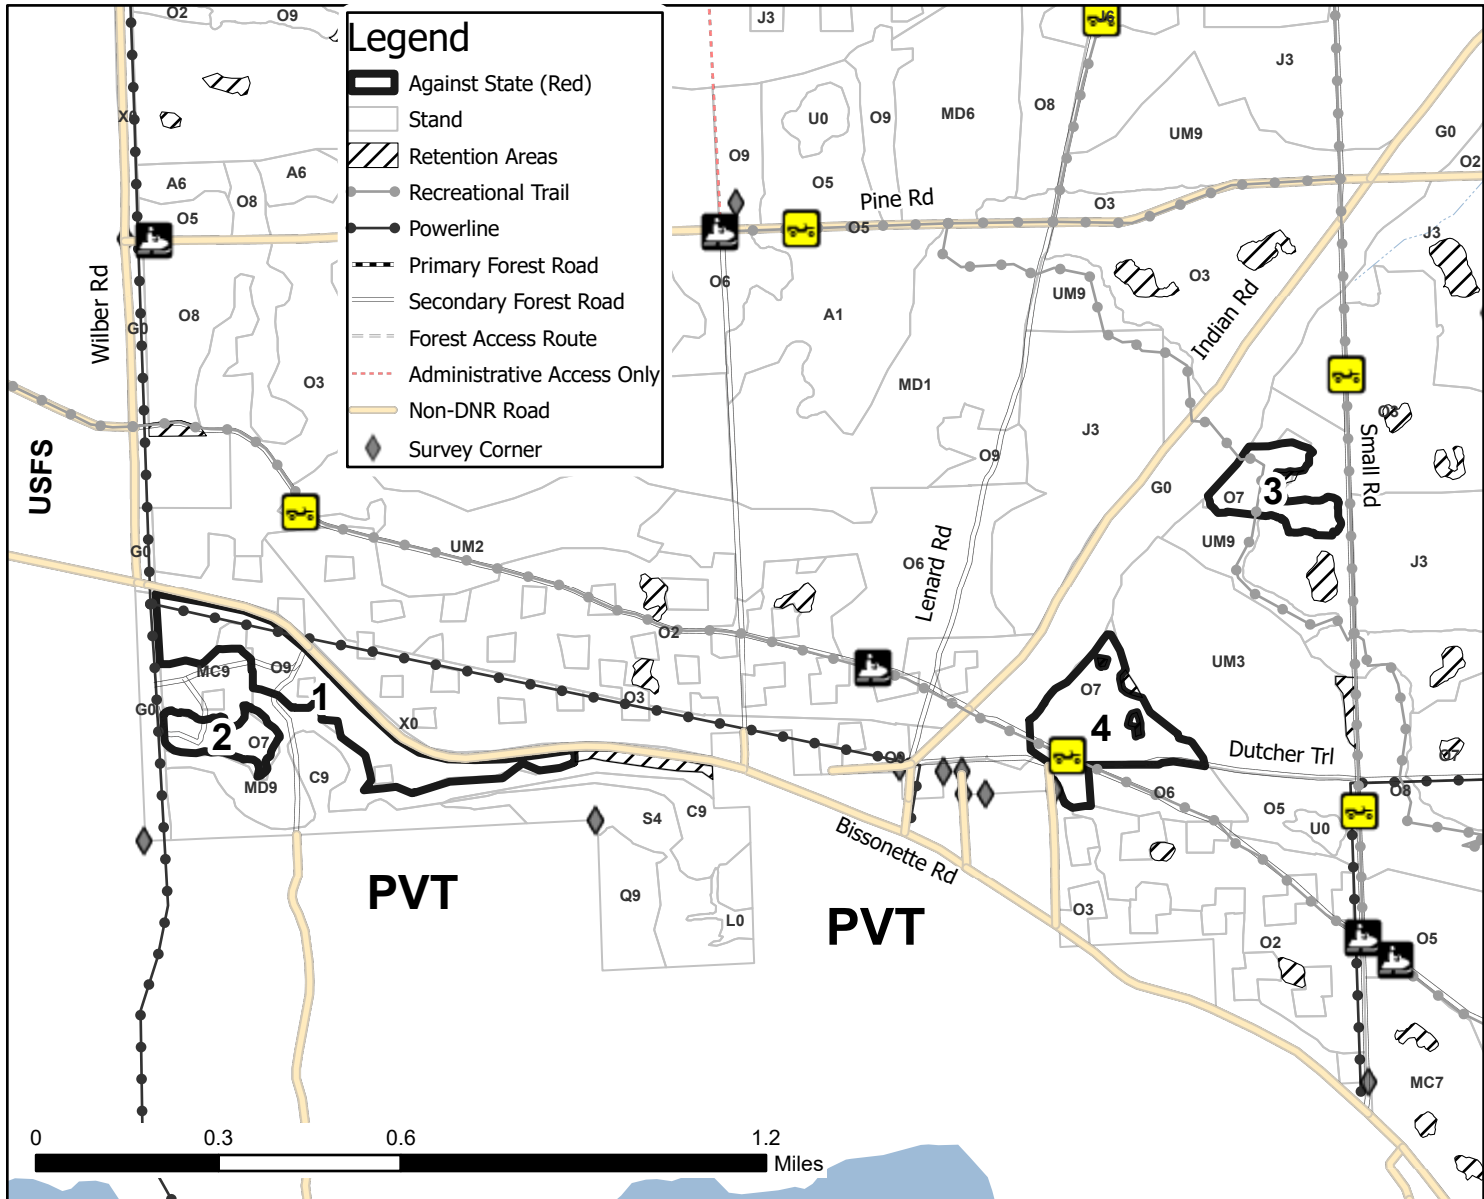 O2
O9
Legend
Against State (Red)
Stand
Retention Areas
Recreational Trail
Powerline
Primary Forest Road
Secondary Forest Road
Forest Access Route
Administrative Access Only
Non-DNR Road
Survey Corner
J3
J3
O8
MD6
O9
U0
UM9
G0
O2
O9
O5
A6
A6
O8
O5
Pine Rd
O3
O5
J3
O6
O3
UM9
Wilber Rd
G0
O8
A1
Indian Rd
O3
MD1
J3
O9
Small Rd
USFS
G0
O7
3
G0
UM2
UM9
O6
J3
Lenard Rd
O2
MC9
O9
UM3
O7
O3
1
G0
X0
2
O7
4
Dutcher Trl
C9
MD9
O6
O8
O5
U0
S4
C9
Bissonette Rd
PVT
Q9
L0
PVT
O3
O2
O5
MC7
0
0.3
0.6
1.2
Miles